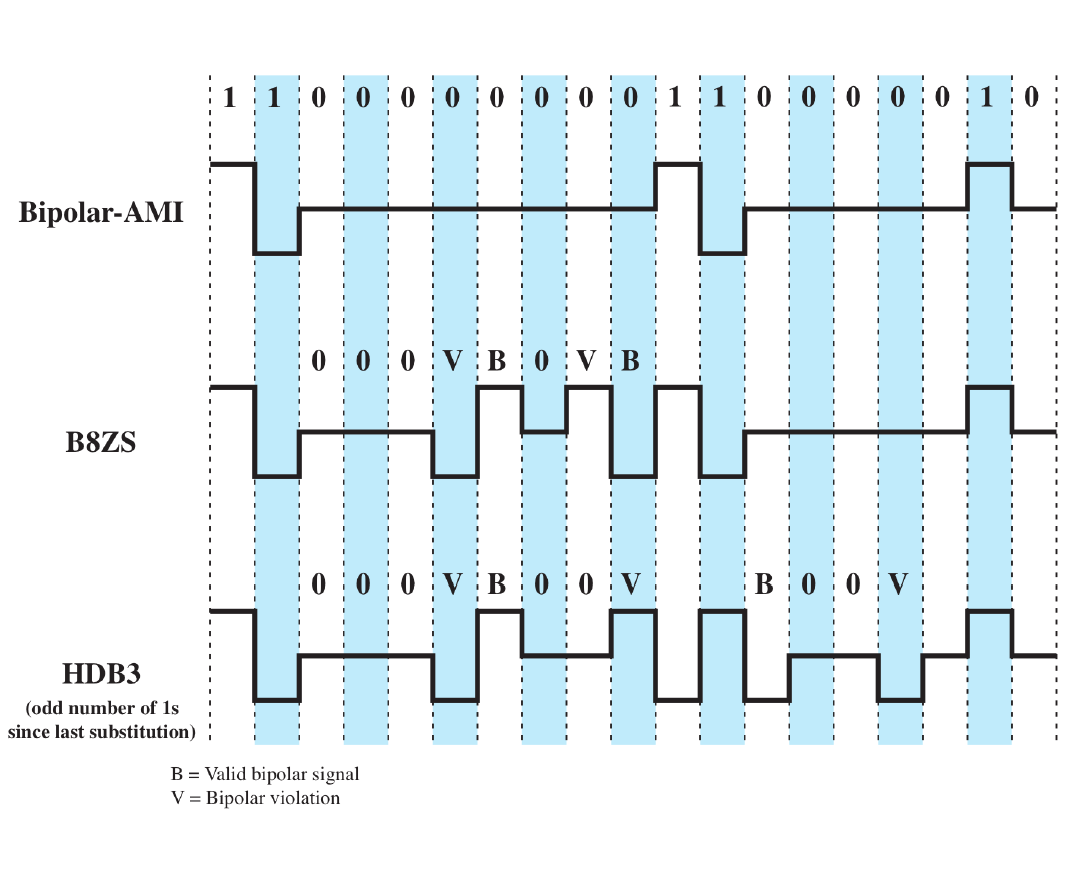 1 1 0 0 0 0 0 0 0 0 1 1 0 0 0 0 0 1 0
Bipolar-AMI
0 0 0 V B 0 V B
B8ZS
0 0 0 V B 0 0 V B 0 0 V
HDB3
(odd number of 1s
since last substitution)
B = Valid bipolar signal
V = Bipolar violation